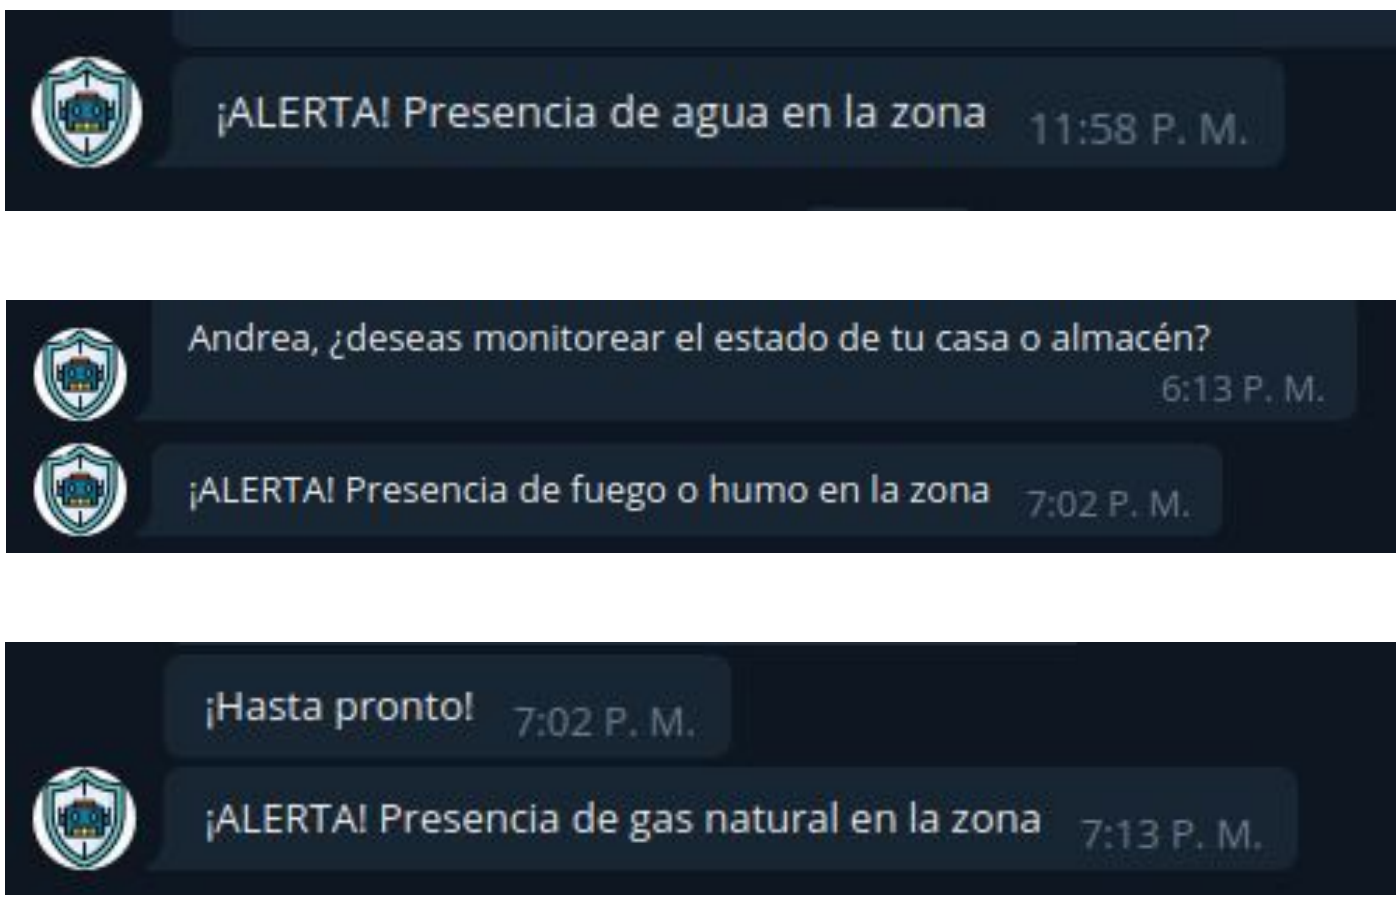 ¡ALERTA! Presencia de agua en la zona 11:58 P. M.
Andrea, ¿deseas monitorear el estado de tu casa o almacén?
6:13 P. M.
¡ALERTA! Presencia de fuego o humo en la zona 7:02 P. M.
¡Hasta pronto! 7:02 P. M.
¡ALERTA! Presencia de gas natural en la zona 7:13 P. M.